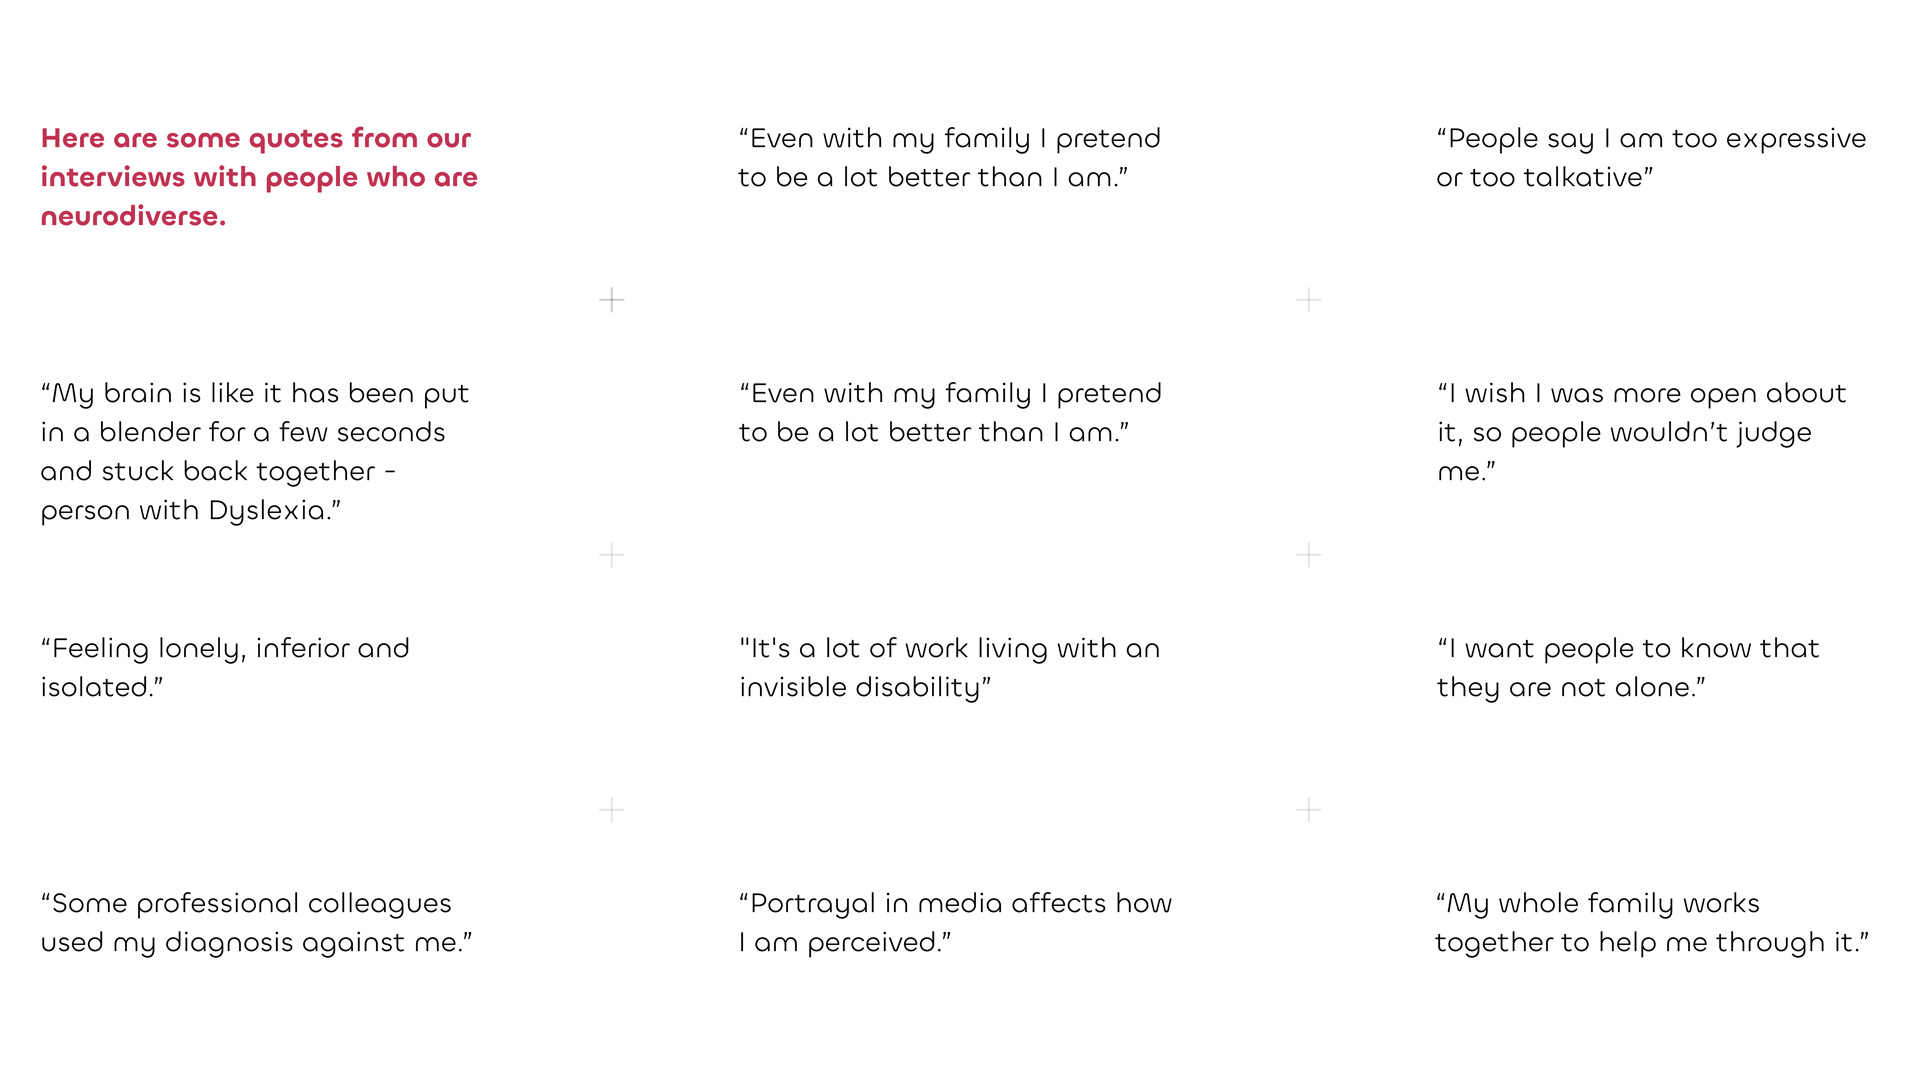 Here are some quotes from our
interviews with people who are
neurodiverse.
“Even with my family I pretend
to be a lot better than I am.”
“People say I am too expressive
or too talkative”
“My brain is like it has been put
in a blender for a few seconds
and stuck back together -
person with Dyslexia.”
“Even with my family I pretend
to be a lot better than I am.”
“I wish I was more open about
it, so people wouldn’t judge
me.”
“Feeling lonely, inferior and
isolated.”
"It's a lot of work living with an
invisible disability”
“I want people to know that
they are not alone.”
“Some professional colleagues
used my diagnosis against me.”
“Portrayal in media affects how
I am perceived.”
“My whole family works
together to help me through it.”